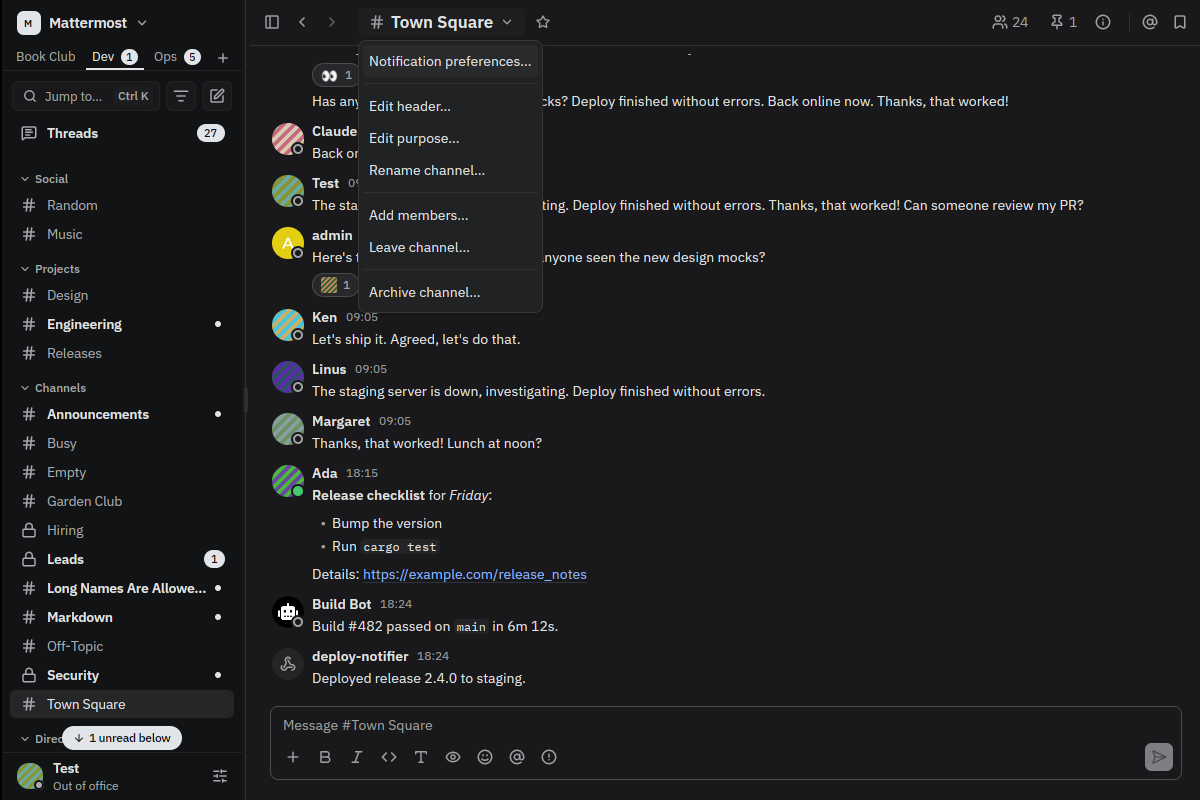 M Mattermost
Book Club Dev 1 Ops 5
Jump to... Ctrl K
Threads 27
Social
Random
Music
Projects
Design
Engineering
Releases
Channels
Announcements
Busy
Empty
Garden Club
Hiring
Leads 1
Long Names Are Allowe...
Markdown
Off-Topic
Security
Town Square
Direc
1 unread below
Test
Out of office
# Town Square
24 1
Notification preferences...
Edit header...
Edit purpose...
Rename channel...
Add members...
Leave channel...
Archive channel...
1
Has any cks? Deploy finished without errors. Back online now. Thanks, that worked!
Claude
Back on
Test
The sta ting. Deploy finished without errors. Thanks, that worked! Can someone review my PR?
A admin
Here's anyone seen the new design mocks?
1
Ken 09:05
Let's ship it. Agreed, let's do that.
Linus 09:05
The staging server is down, investigating. Deploy finished without errors.
Margaret 09:05
Thanks, that worked! Lunch at noon?
Ada 18:15
Release checklist for Friday:
• Bump the version
• Run cargo test
Details: https://example.com/release_notes
Build Bot 18:24
Build #482 passed on main in 6m 12s.
deploy-notifier 18:24
Deployed release 2.4.0 to staging.
Message #Town Square